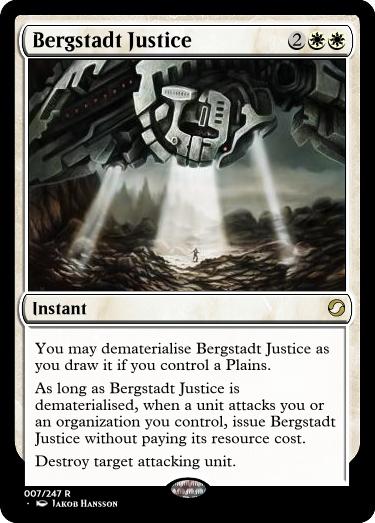 Bergstadt Justice 2
Instant
You may dematerialise Bergstadt Justice as
you draw it if you control a Plains.
As long as Bergstadt Justice is
dematerialised, when a unit attacks you or
an organization you control, issue Bergstadt
Justice without paying its resource cost.
Destroy target attacking unit.
007/247 R
· Jakob Hansson